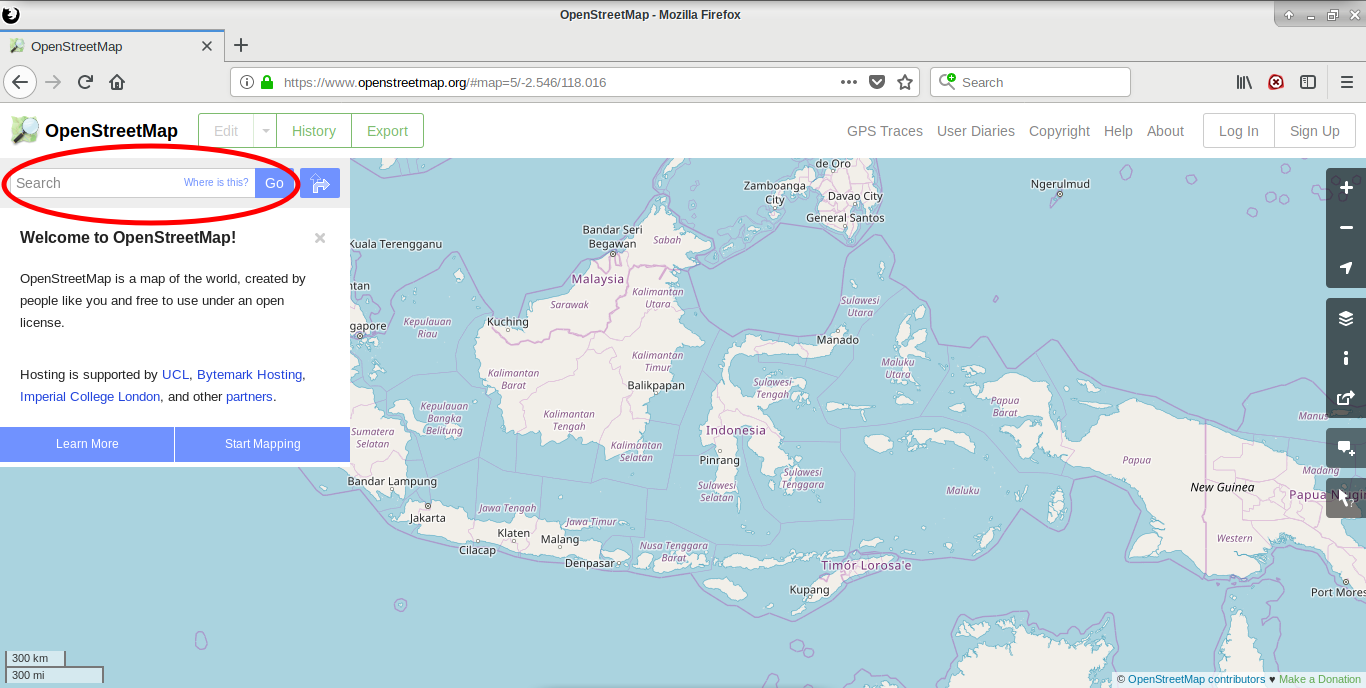 OpenStreetMap - Mozilla Firefox
OpenStreetMap
https://www.openstreetmap.org/#map=5/-2.546/118.016
Search
OpenStreetMap
Edit
History
Export
GPS Traces
User Diaries
Copyright
Help
About
Log In
Sign Up
Search
Where is this?
Go
Welcome to OpenStreetMap!
OpenStreetMap is a map of the world, created by
people like you and free to use under an open
license.
Hosting is supported by UCL, Bytemark Hosting,
Imperial College London, and other partners.
Learn More
Start Mapping
de Oro
Zamboanga
City
Davao City
General Santos
Ngerulmud
Bandar Seri
Begawan
Sabah
Kuala Terengganu
Malaysia
ntan
Kalimantan
Utara
Sarawak
Sulawesi
Utara
gapore
Kepulauan
Riau
Kuching
Manado
Kalimantan
Timur
Maluku
Utara
Kalimantan
Barat
Balikpapan
Sulawesi
Tengah
Papua
Barat
Kepulauan
Bangka
Belitung
Kalimantan
Tengah
Manus
Sumatera
Selatan
Indonesia
Kalimantan
Selatan
Pinrang
Papua
Madang
Bandar Lampung
Sulawesi
Selatan
Sulawesi
Tenggara
Maluku
New Guinea
Papua Niugin
Jakarta
Jawa Tengah
Jawa Timur
Klaten
Malang
Cilacap
Nusa Tenggara
Barat
Western
Denpasar
Timór Lorosa'e
Kupang
Port Mores
300 km
300 mi
© OpenStreetMap contributors ♥ Make a Donation